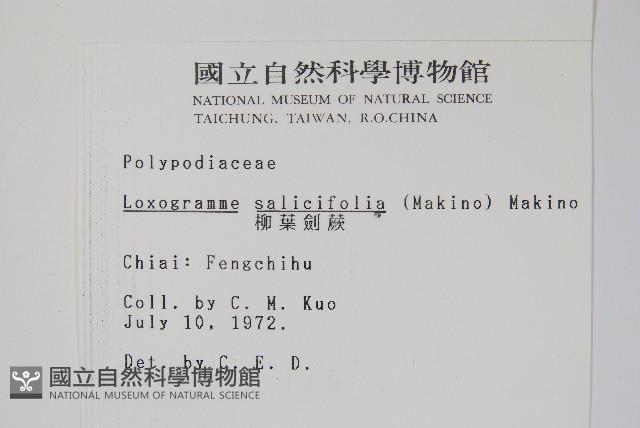 國立自然科學博物館
NATIONAL MUSEUM OF NATURAL SCIENCE
TAICHUNG, TAIWAN, R.O.CHINA
Polypodiaceae
Loxogramme salicifolia (Makino) Makino
柳葉劍蕨
Chiai: Fengchihu
Coll. by C. M. Kuo
July 10, 1972.
Det. by C. E. D.
國立自然科學博物館
NATIONAL MUSEUM OF NATURAL SCIENCE